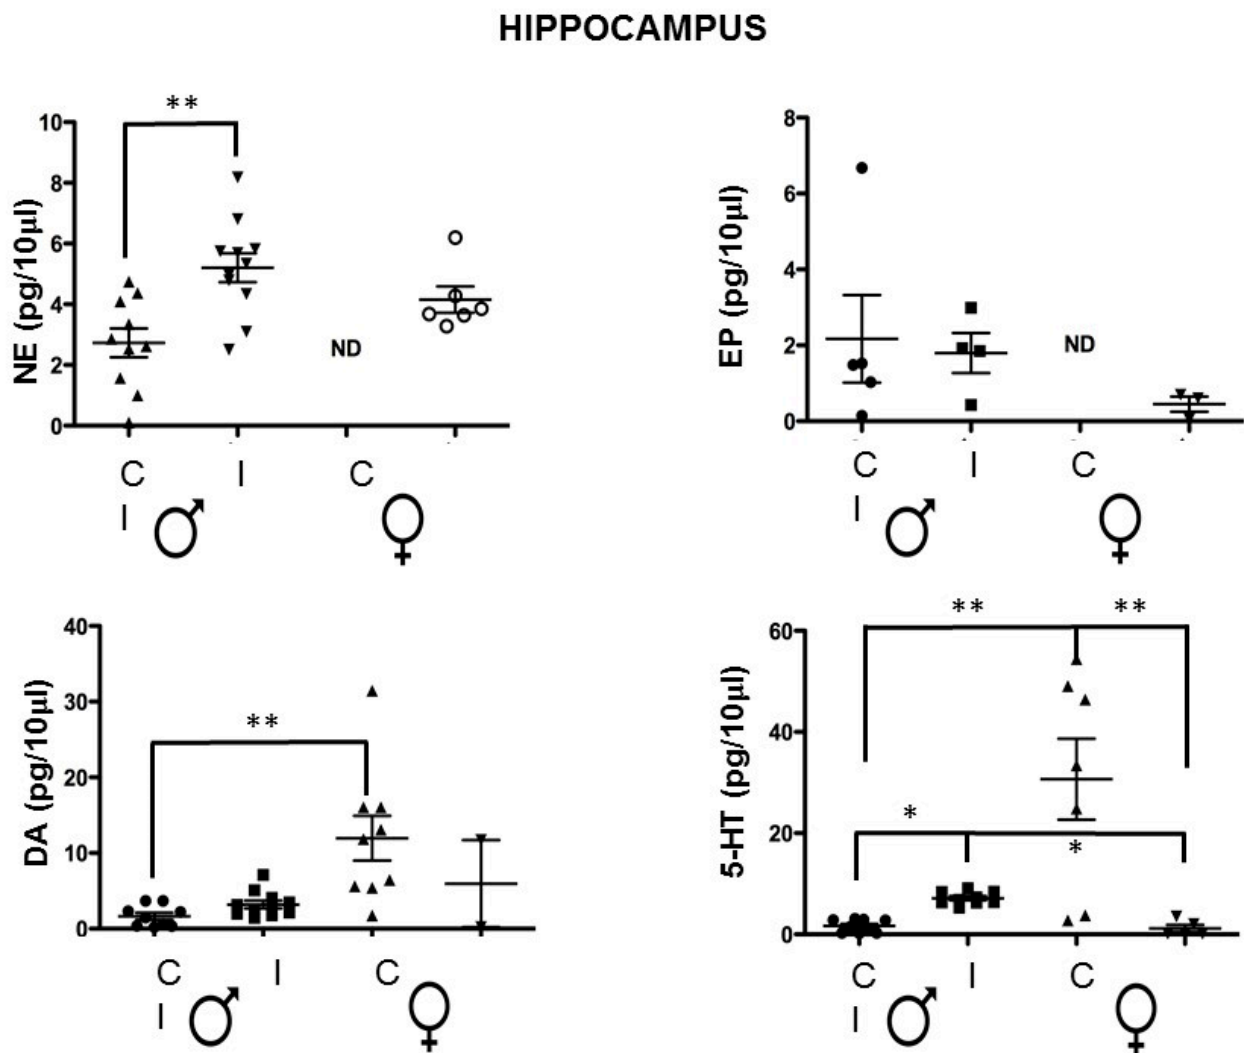 HIPPOCAMPUS
**
10
8
6
4
2
0
NE (pg/10µl)
ND
C I C
I
8
6
4
2
0
EP (pg/10µl)
ND
C I C
I
40
30
20
10
0
DA (pg/10µl)
**
C I C
I
** **
60
40
20
0
5-HT (pg/10µl)
*
*
C I C
I